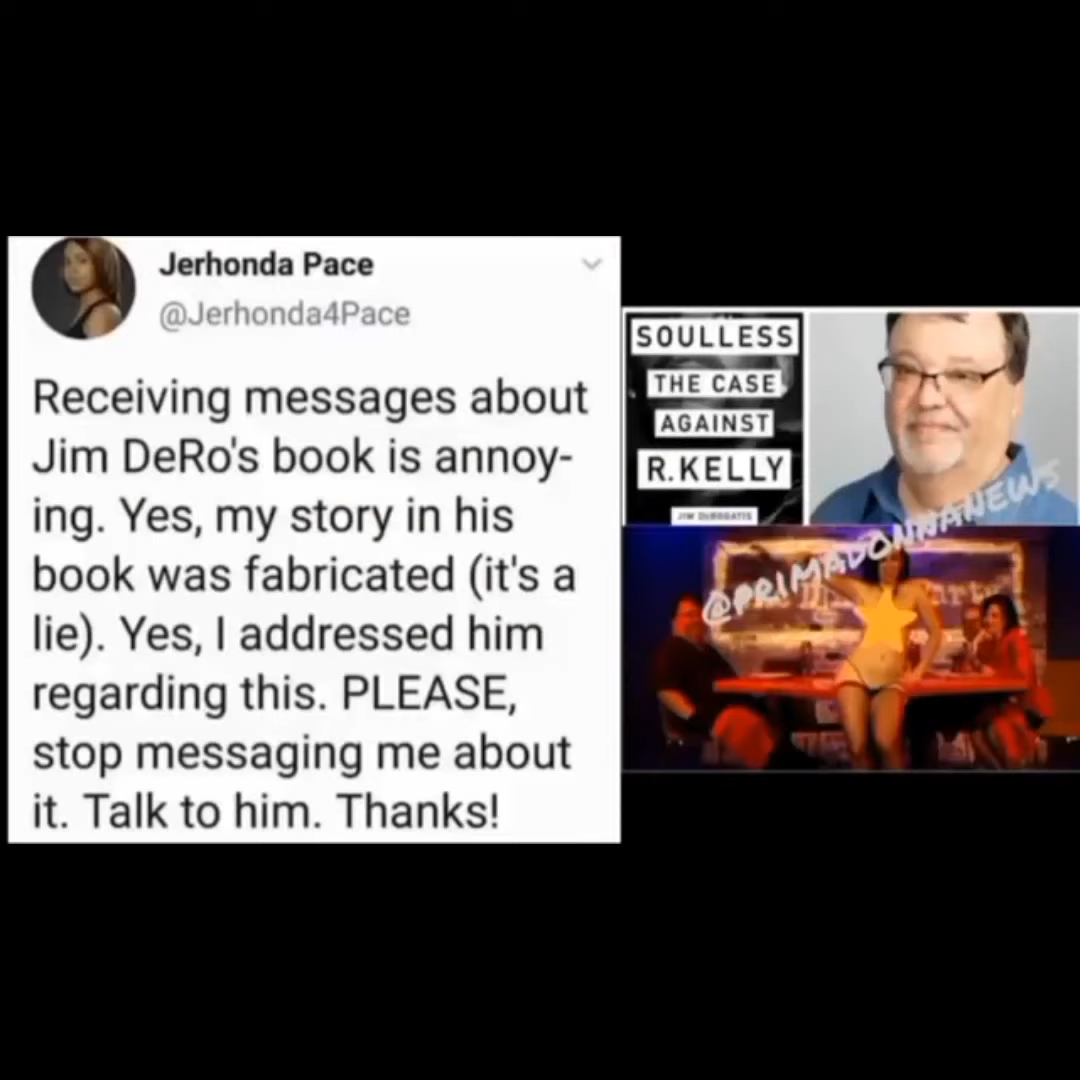 Jerhonda Pace
@Jerhonda4Pace
Receiving messages about
Jim DeRo's book is annoy-
ing. Yes, my story in his
book was fabricated (it's a
lie). Yes, I addressed him
regarding this. PLEASE,
stop messaging me about
it. Talk to him. Thanks!
SOULLESS
THE CASE
AGAINST
R.KELLY
JIM DEROGATIS
@PRIMADONNANEWS